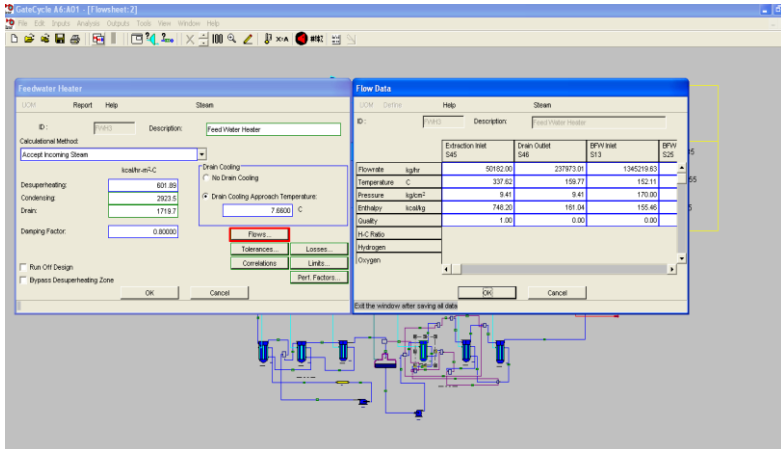 GateCycle A6:A01 - [Flowsheet:2]
File Edit Inputs Analysis Outputs Tools View Window Help
Feedwater Heater
UOM Report Help Steam
ID: FWH3 Description: Feed Water Heater
Calculational Method:
Accept Incoming Steam
kcal/hr-m²-C
Desuperheating: 601.89
Condensing: 2923.5
Drain: 1719.7
Damping Factor: 0.80000
Drain Cooling
No Drain Cooling
Drain Cooling Approach Temperature:
7.6600 C
Flows...
Tolerances... Losses...
Correlations Limits...
Perf. Factors...
Run Off Design
Bypass Desuperheating Zone
OK Cancel
Flow Data
UOM Define Help Steam
ID: FWH3 Description: Feed Water Heater
Extraction Inlet Drain Outlet BFW Inlet BFW
S45 S46 S13 S25
Flowrate kg/hr 50182.00 237973.01 1345219.63
Temperature C 337.62 159.77 152.11
Pressure kg/cm² 9.41 9.41 170.00
Enthalpy kcal/kg 748.20 161.04 155.46
Quality 1.00 0.00 0.00
H-C Ratio
Hydrogen
Oxygen
OK Cancel
Exit the window after saving all data